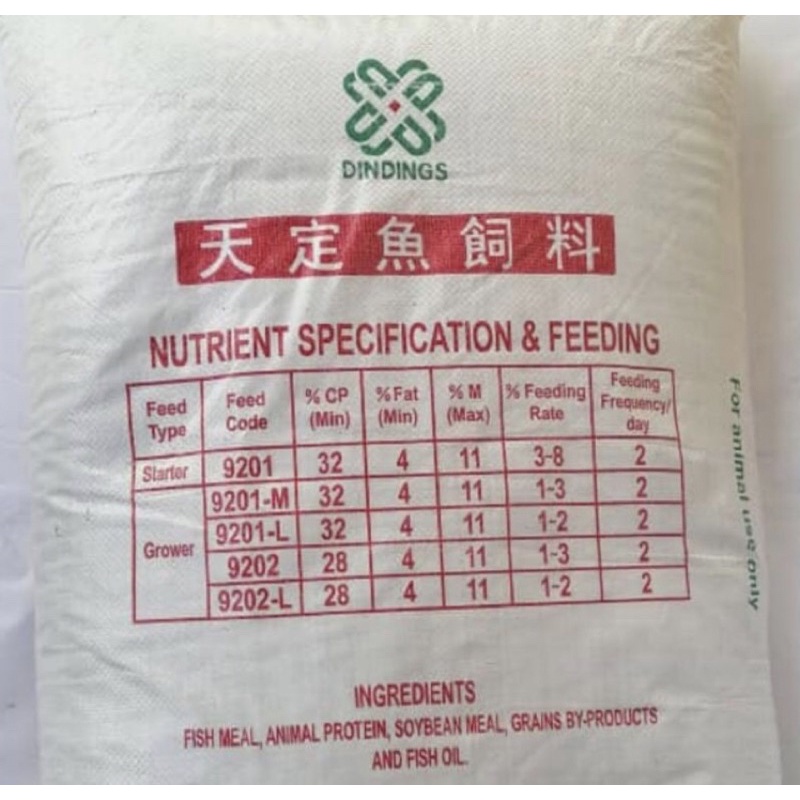 DINDINGS
天定魚飼料
NUTRIENT SPECIFICATION & FEEDING
Feed Type | Feed Code | % CP (Min) | % Fat (Min) | % M (Max) | % Feeding Rate | Feeding Frequency/ day
Starter | 9201 | 32 | 4 | 11 | 3-8 | 2
Grower | 9201-M | 32 | 4 | 11 | 1-3 | 2
9201-L | 32 | 4 | 11 | 1-2 | 2
9202 | 28 | 4 | 11 | 1-3 | 2
9202-L | 28 | 4 | 11 | 1-2 | 2
For animal use only
INGREDIENTS
FISH MEAL, ANIMAL PROTEIN, SOYBEAN MEAL, GRAINS BY-PRODUCTS
AND FISH OIL.